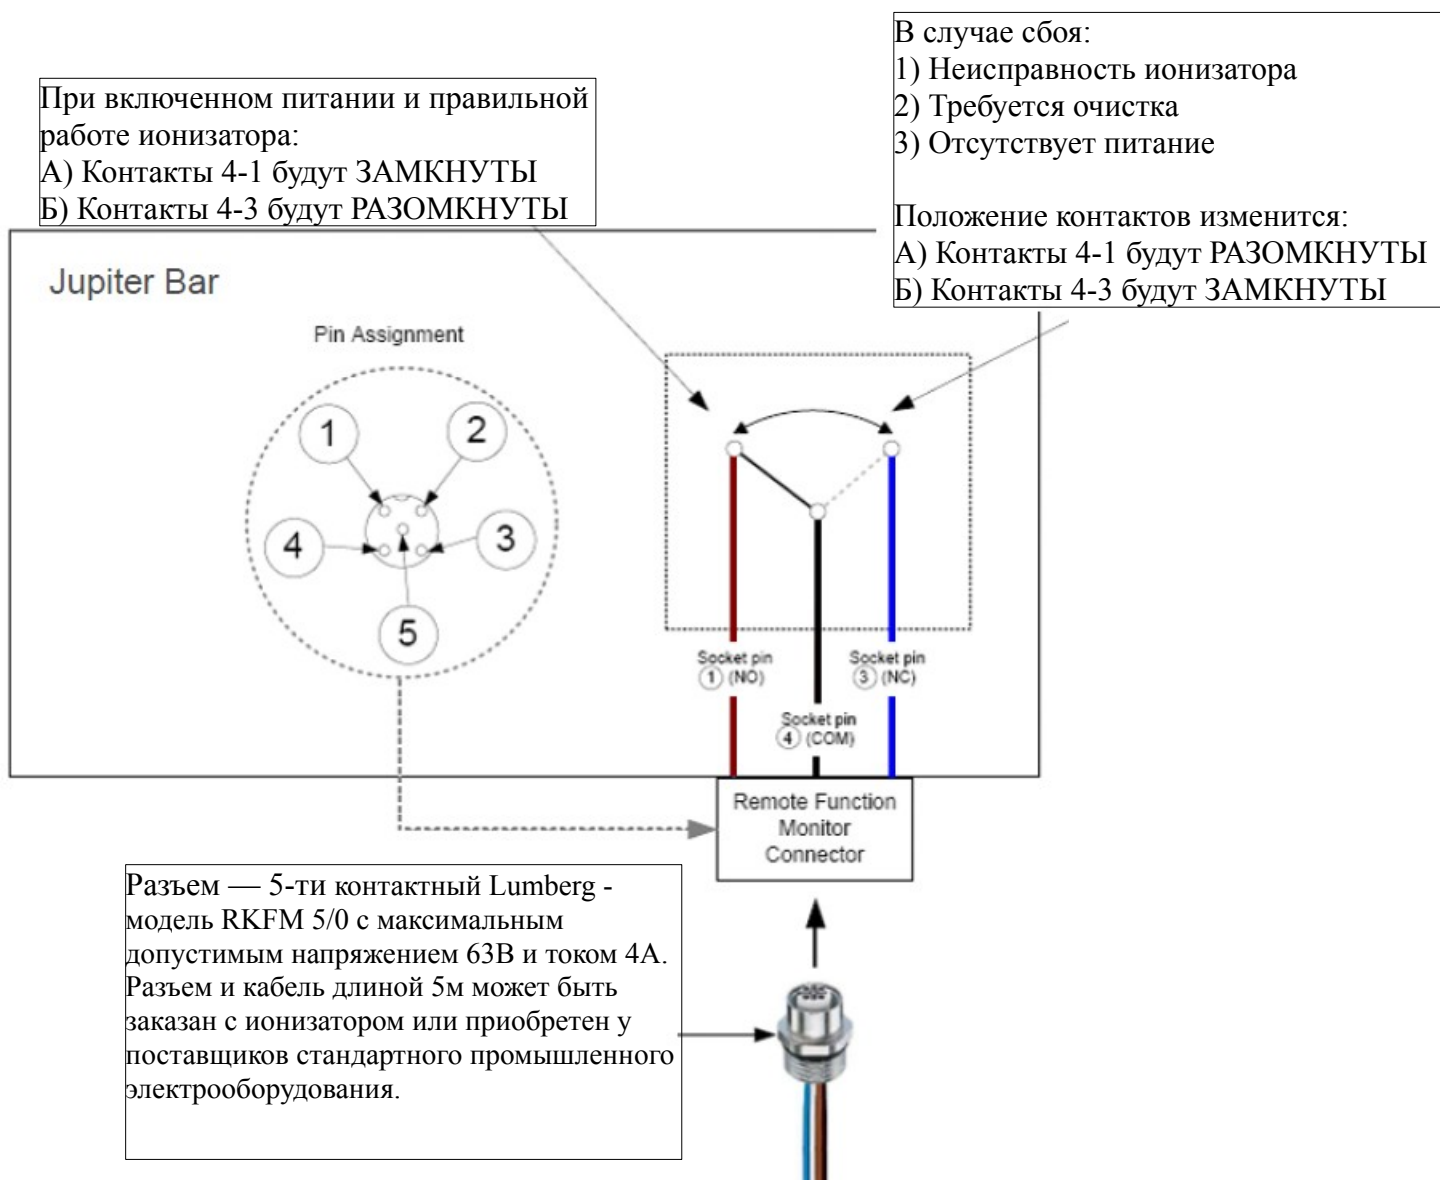 В случае сбоя:
1) Неисправность ионизатора
2) Требуется очистка
3) Отсутствует питание
Положение контактов изменится:
А) Контакты 4-1 будут РАЗОМКНУТЫ
Б) Контакты 4-3 будут ЗАМКНУТЫ
При включенном питании и правильной
работе ионизатора:
А) Контакты 4-1 будут ЗАМКНУТЫ
Б) Контакты 4-3 будут РАЗОМКНУТЫ
Jupiter Bar
Pin Assignment
1
2
4
3
5
Socket pin
1 (NO)
Socket pin
3 (NC)
Socket pin
4 (COM)
Remote Function
Monitor
Connector
Разъем — 5-ти контактный Lumberg -
модель RKFM 5/0 с максимальным
допустимым напряжением 63В и током 4А.
Разъем и кабель длиной 5м может быть
заказан с ионизатором или приобретен у
поставщиков стандартного промышленного
электрооборудования.